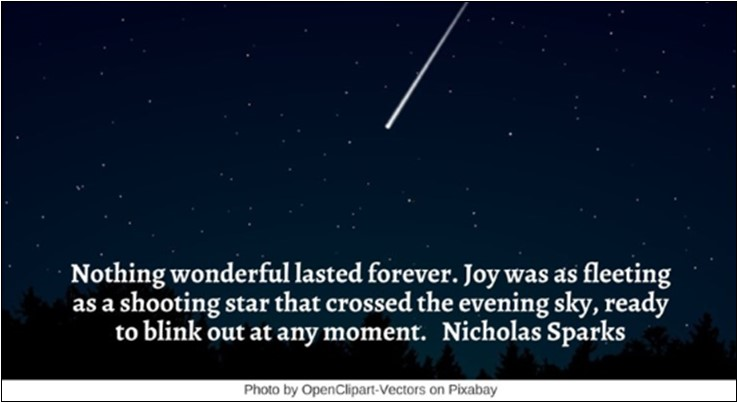 Nothing wonderful lasted forever. Joy was as fleeting
as a shooting star that crossed the evening sky, ready
to blink out at any moment. Nicholas Sparks
Photo by OpenClipart-Vectors on Pixabay